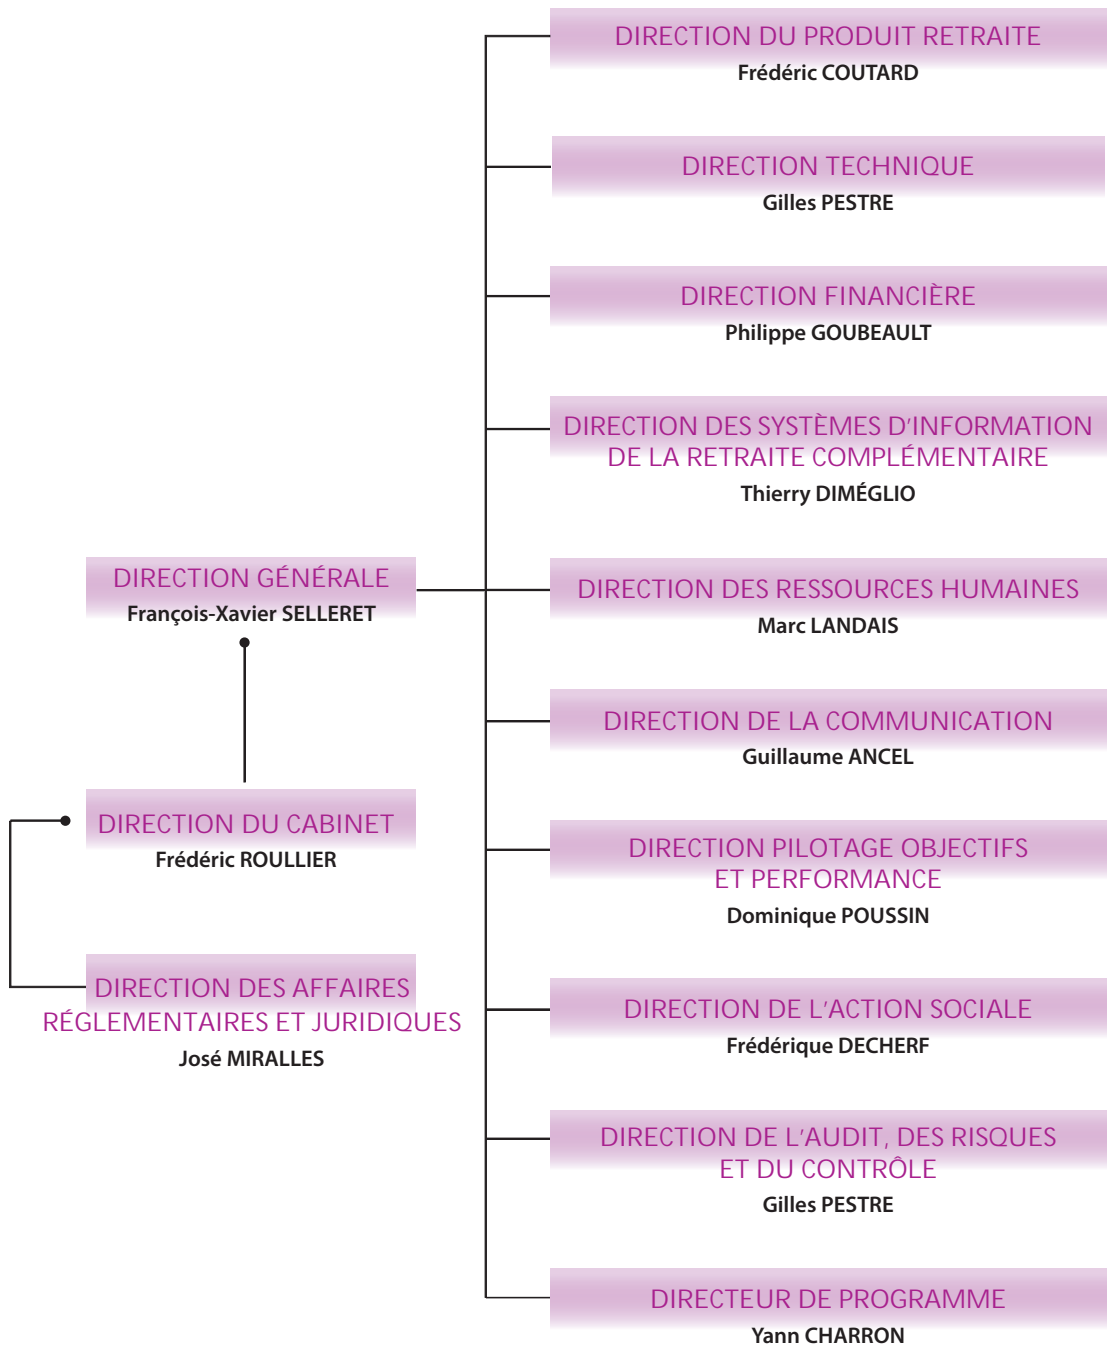 DIRECTION DU PRODUIT RETRAITE
Frédéric COUTARD
DIRECTION TECHNIQUE
Gilles PESTRE
DIRECTION FINANCIÈRE
Philippe GOUBEAULT
DIRECTION DES SYSTÈMES D'INFORMATION
DE LA RETRAITE COMPLÉMENTAIRE
Thierry DIMÉGLIO
DIRECTION GÉNÉRALE
François-Xavier SELLERET
DIRECTION DES RESSOURCES HUMAINES
Marc LANDAIS
DIRECTION DE LA COMMUNICATION
Guillaume ANCEL
DIRECTION DU CABINET
Frédéric ROULLIER
DIRECTION PILOTAGE OBJECTIFS
ET PERFORMANCE
Dominique POUSSIN
DIRECTION DES AFFAIRES
RÉGLEMENTAIRES ET JURIDIQUES
José MIRALLES
DIRECTION DE L'ACTION SOCIALE
Frédérique DECHERF
DIRECTION DE L'AUDIT, DES RISQUES
ET DU CONTRÔLE
Gilles PESTRE
DIRECTEUR DE PROGRAMME
Yann CHARRON